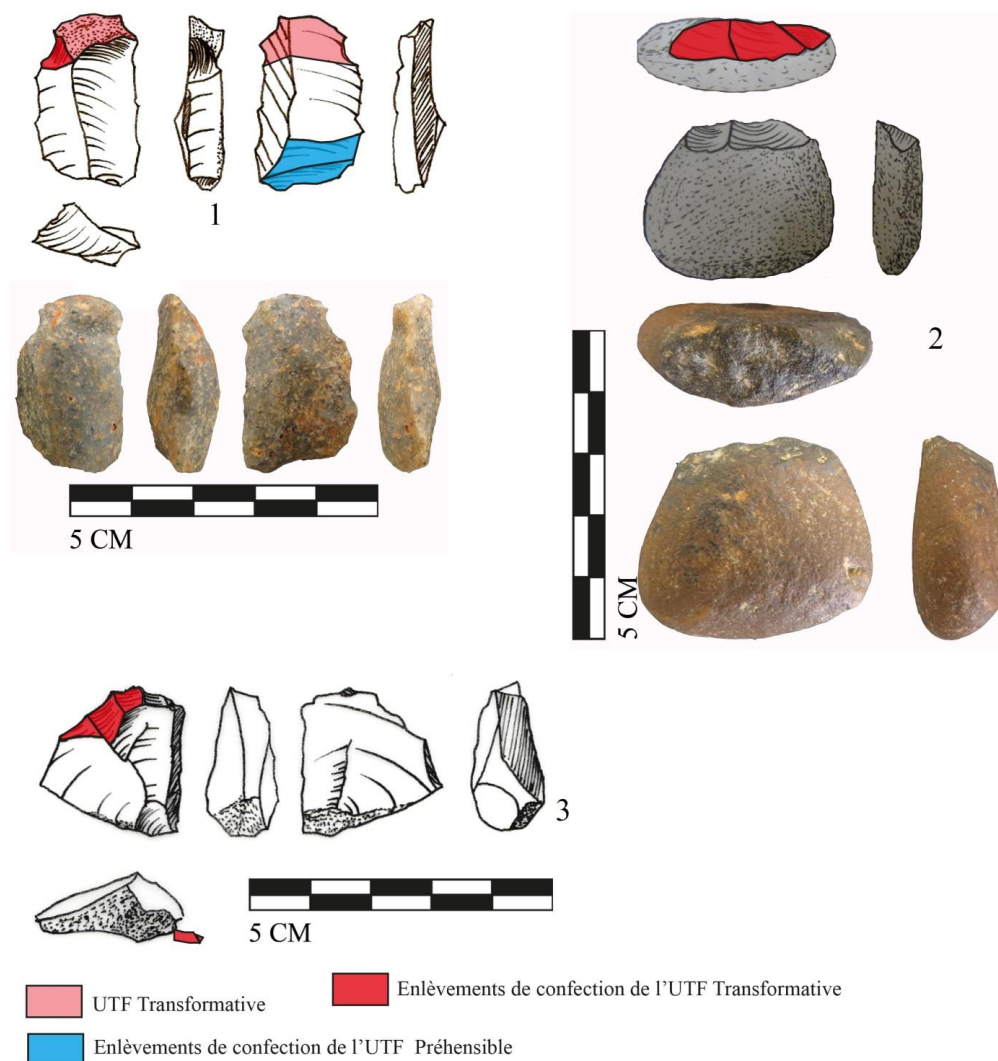 1
5 CM
2
5 CM
3
5 CM
UTF Transformative
Enlèvements de confection de l’UTF Transformative
Enlèvements de confection de l’UTF Préhensible